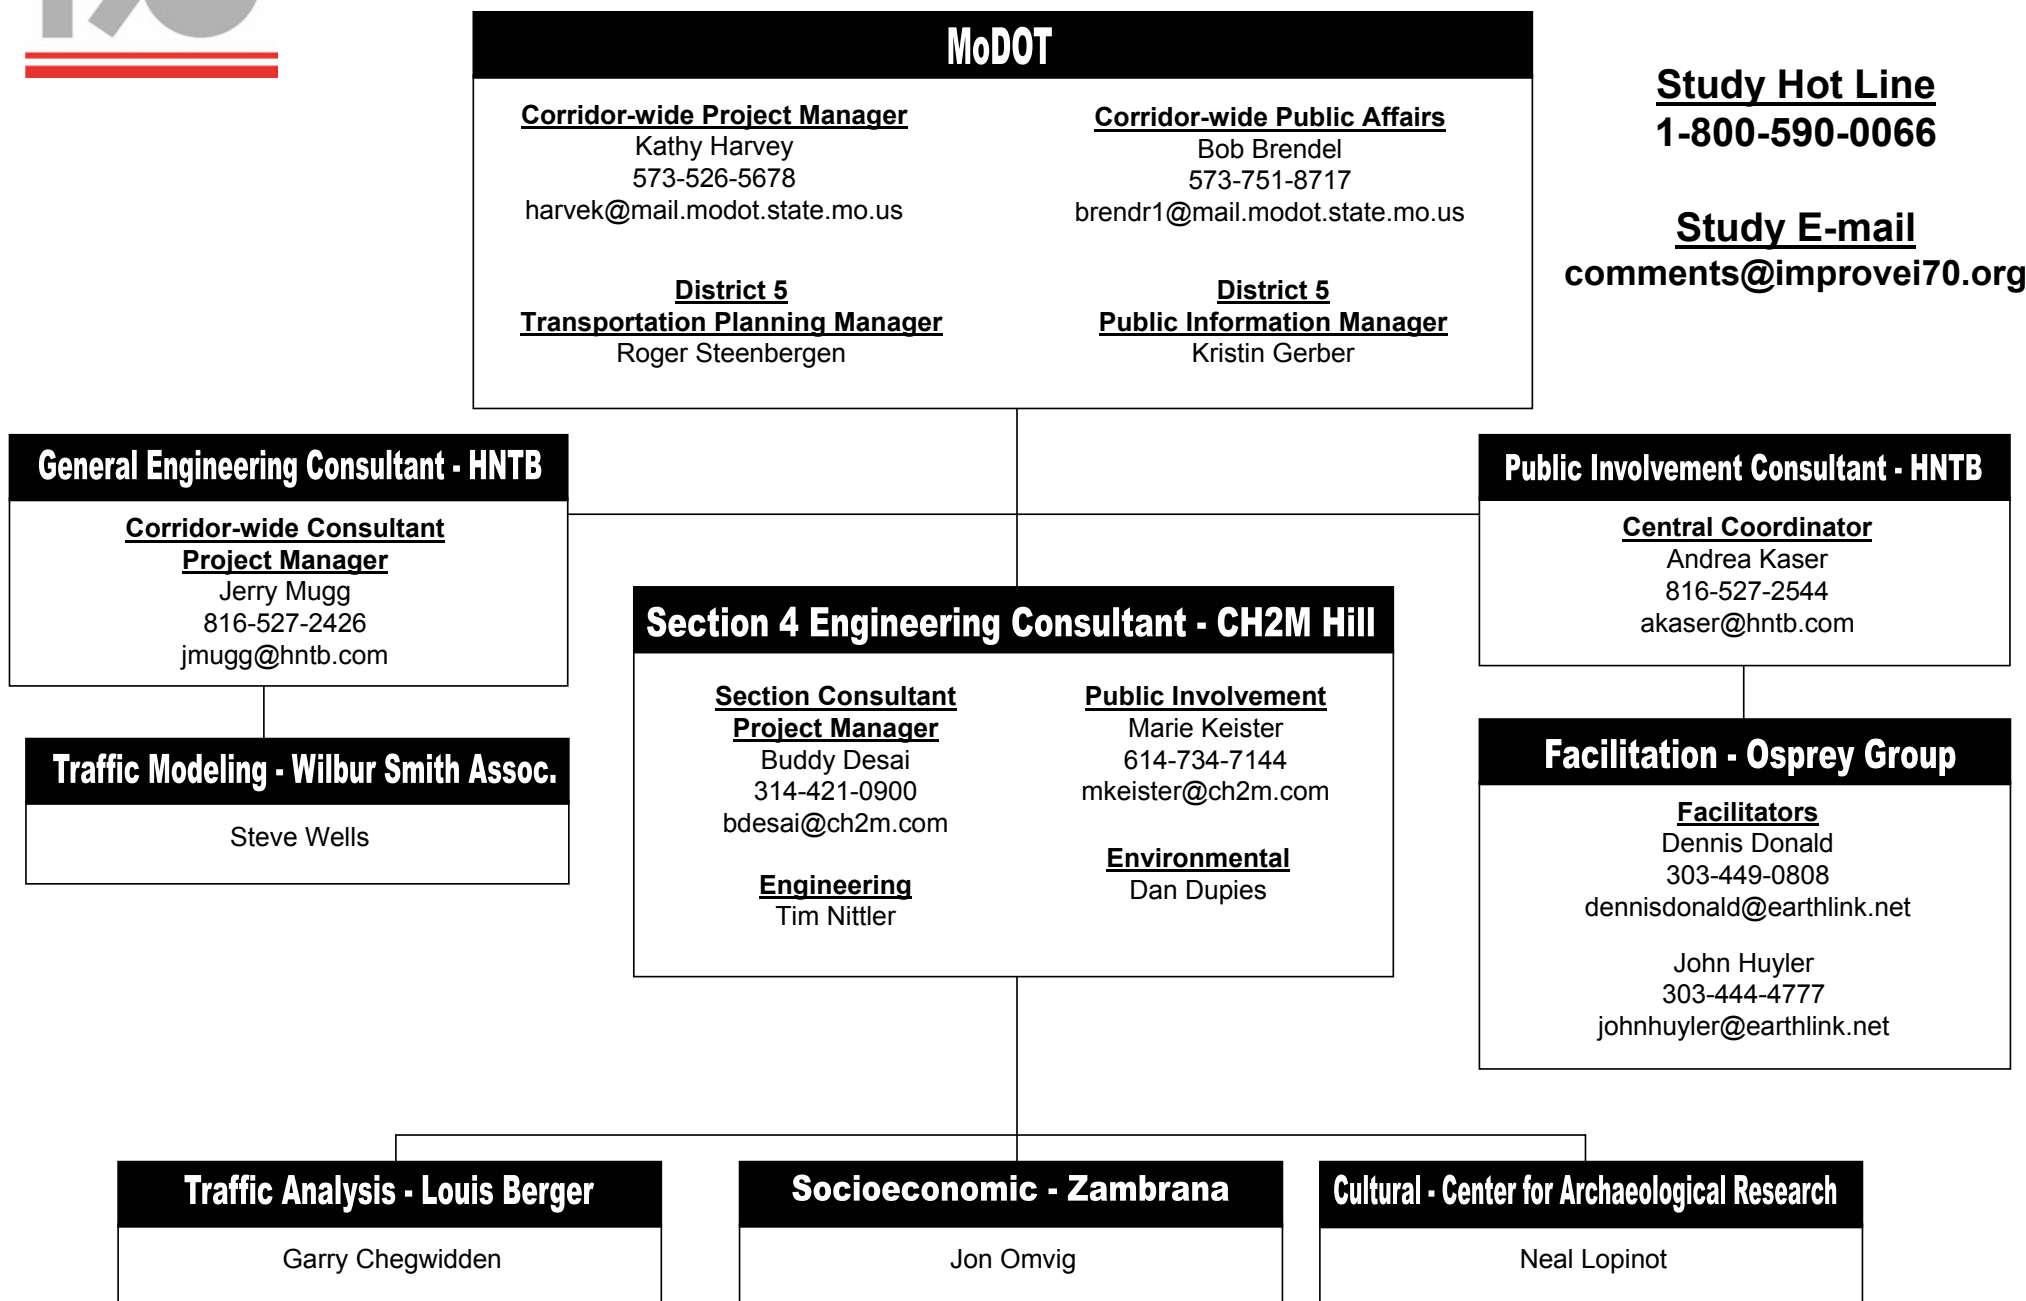 MoDOT
Corridor-wide Project Manager
Kathy Harvey
573-526-5678
harvek@mail.modot.state.mo.us
Corridor-wide Public Affairs
Bob Brendel
573-751-8717
brendr1@mail.modot.state.mo.us
District 5
Transportation Planning Manager
Roger Steenbergen
District 5
Public Information Manager
Kristin Gerber
Study Hot Line
1-800-590-0066
Study E-mail
comments@improvei70.org
General Engineering Consultant - HNTB
Corridor-wide Consultant
Project Manager
Jerry Mugg
816-527-2426
jmugg@hntb.com
Traffic Modeling - Wilbur Smith Assoc.
Steve Wells
Section 4 Engineering Consultant - CH2M Hill
Section Consultant
Project Manager
Buddy Desai
314-421-0900
bdesai@ch2m.com
Engineering
Tim Nittler
Public Involvement
Marie Keister
614-734-7144
mkeister@ch2m.com
Environmental
Dan Dupies
Public Involvement Consultant - HNTB
Central Coordinator
Andrea Kaser
816-527-2544
akaser@hntb.com
Facilitation - Osprey Group
Facilitators
Dennis Donald
303-449-0808
dennisdonald@earthlink.net
John Huyler
303-444-4777
johnhuyler@earthlink.net
Traffic Analysis - Louis Berger
Garry Chegwidden
Socioeconomic - Zambrana
Jon Omvig
Cultural - Center for Archaeological Research
Neal Lopinot